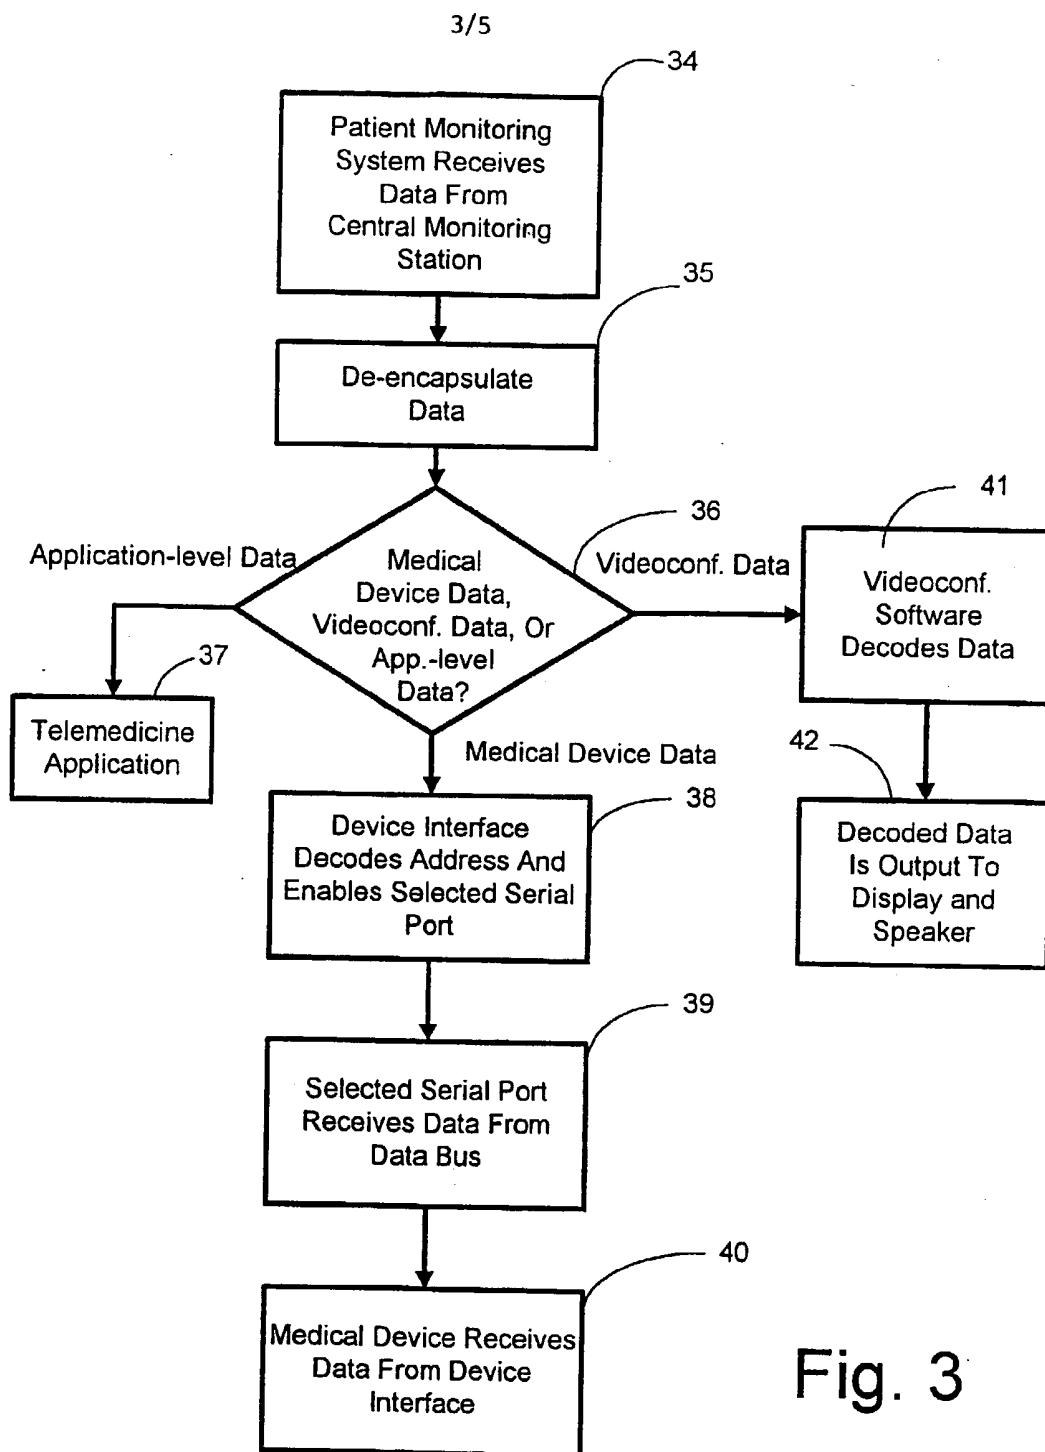 3/5
34
Patient Monitoring
System Receives
Data From
Central Monitoring
Station
35
De-encapsulate
Data
36
Application-level Data
Medical
Device Data,
Videoconf. Data, Or
App.-level
Data?
Videoconf. Data
41
Videoconf.
Software
Decodes Data
37
Telemedicine
Application
Medical Device Data
42
Decoded Data
Is Output To
Display and
Speaker
38
Device Interface
Decodes Address And
Enables Selected Serial
Port
39
Selected Serial Port
Receives Data From
Data Bus
40
Medical Device Receives
Data From Device
Interface
Fig. 3